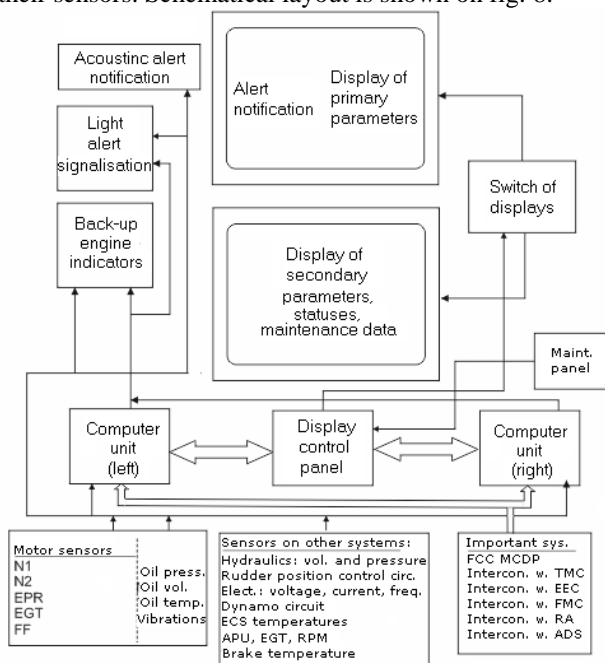 their sensors. Schematical layout is shown on fig. 8.
Acoustinc alert
notification
Light
alert
signalisation
Back-up
engine
indicators
Alert
notification
Display of
primary
parameters
Switch of
displays
Display of
secondary
parameters,
statuses,
maintenance data
Maint.
panel
Computer
unit
(left)
Display
control
panel
Computer
unit
(right)
Motor sensors
N1
N2
EPR
EGT
FF
Oil press.
Oil vol.
Oil temp.
Vibrations
Sensors on other systems:
Hydraulics: vol. and pressure
Rudder position control circ.
Elect.: voltage, current, freq.
Dynamo circuit
ECS temperatures
APU, EGT, RPM
Brake temperature
Important sys.
FCC MCDP
Intercon. w. TMC
Intercon. w. EEC
Intercon. w. FMC
Intercon. w. RA
Intercon. w. ADS